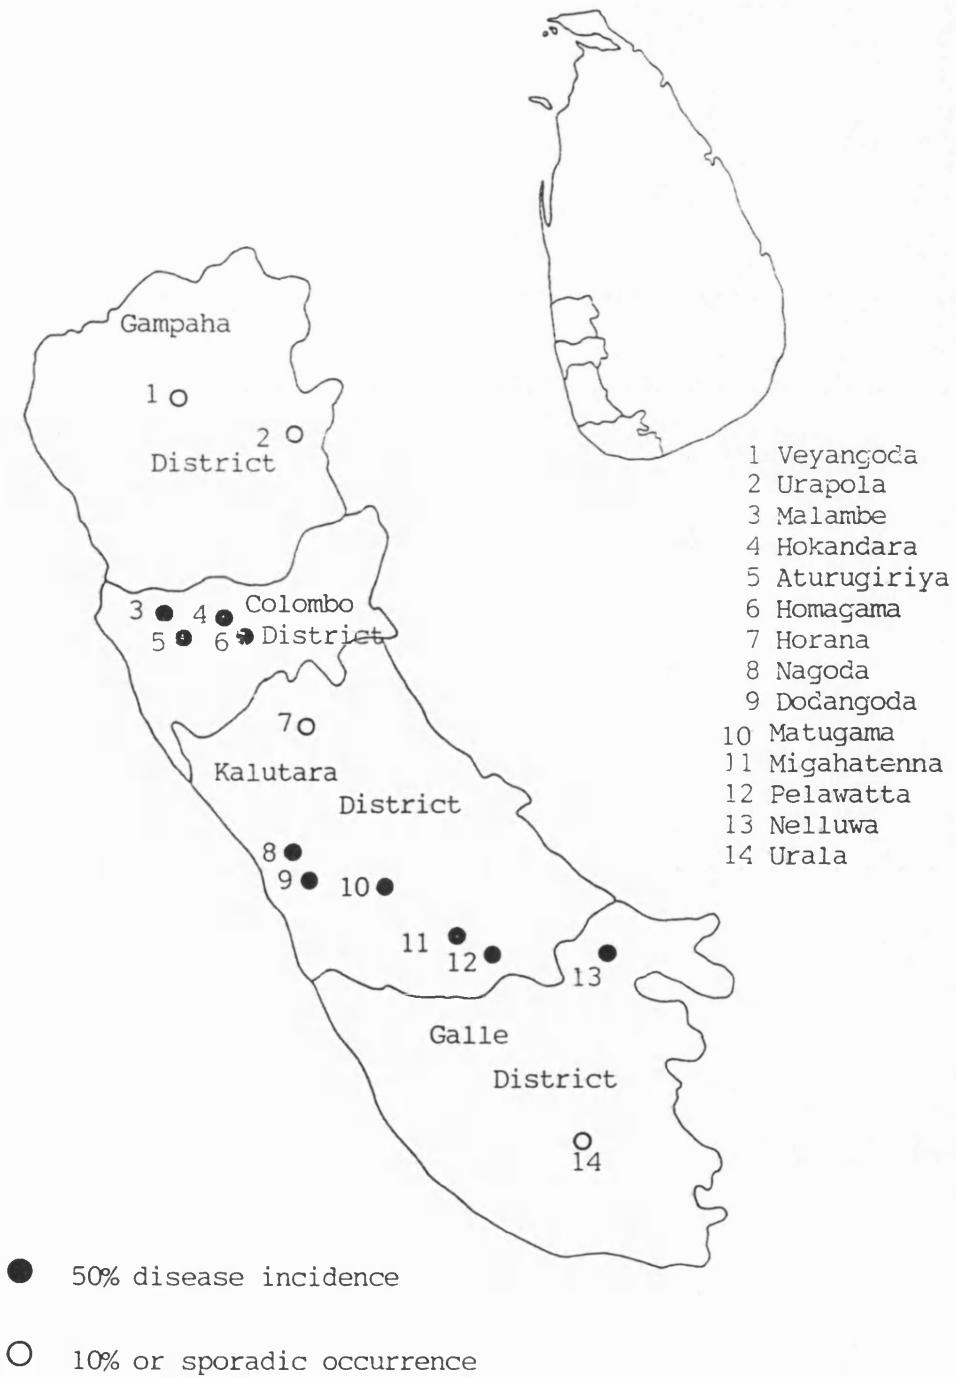 Gampaha
1
2
District
3
4
Colombo
5
6
District
7
Kalutara
District
8
9
10
11
12
13
Galle
District
14
1 Veyangoda
2 Urapola
3 Malambe
4 Hokandara
5 Aturugiriya
6 Homagama
7 Horana
8 Nagoda
9 Dodangoda
10 Matugama
11 Migahatenna
12 Pelawatta
13 Nelluwa
14 Urala
50% disease incidence
10% or sporadic occurrence